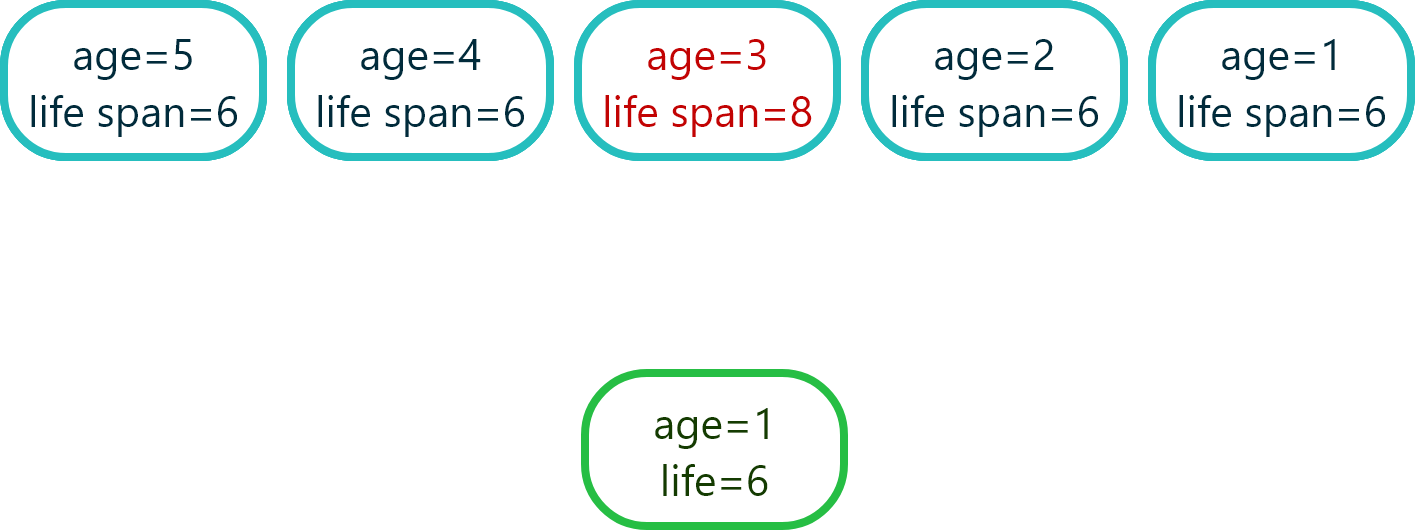 age=5
life span=6
age=4
life span=6
age=3
life span=8
age=2
life span=6
age=1
life span=6
age=1
life=6